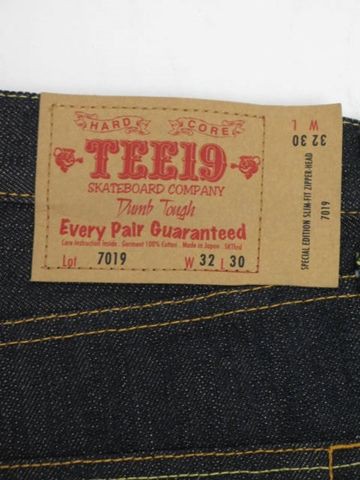 HARD CORE
TEE19
SKATEBOARD COMPANY
Dumb Tough
Every Pair Guaranteed
Care Instruction Inside Garment 100% Cotton Made in Japan SKThrd
Lot 7019 W 32 L 30
W L
32 30
SPECIAL EDITION SLIM-FIT ZIPPER-HEAD
7019